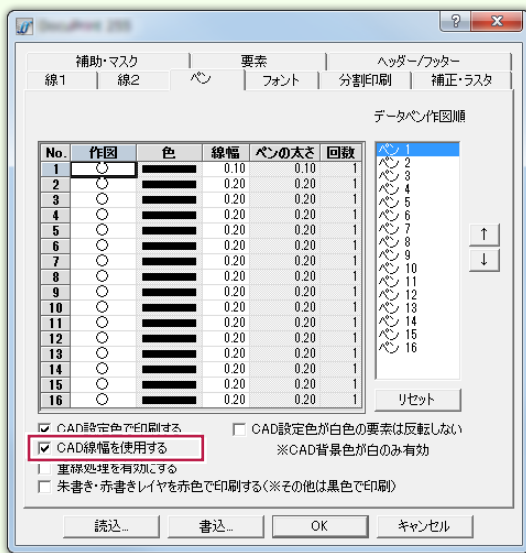 DocuPrint 255
補助・マスク 要素 ヘッダー/フッター
線1 線2 ペン フォント 分割印刷 補正・ラスタ
データペン作図順
No. 作図 色 線幅 ペンの太さ 回数
1 ○ 0.10 0.10 1
2 ○ 0.20 0.20 1
3 ○ 0.20 0.20 1
4 ○ 0.20 0.20 1
5 ○ 0.20 0.20 1
6 ○ 0.20 0.20 1
7 ○ 0.20 0.20 1
8 ○ 0.20 0.20 1
9 ○ 0.20 0.20 1
10 ○ 0.20 0.20 1
11 ○ 0.20 0.20 1
12 ○ 0.20 0.20 1
13 ○ 0.20 0.20 1
14 ○ 0.20 0.20 1
15 ○ 0.20 0.20 1
16 ○ 0.20 0.20 1
ペン 1
ペン 2
ペン 3
ペン 4
ペン 5
ペン 6
ペン 7
ペン 8
ペン 9
ペン 10
ペン 11
ペン 12
ペン 13
ペン 14
ペン 15
ペン 16
↑
↓
リセット
CAD設定色で印刷する
CAD設定色が白色の要素は反転しない
CAD線幅を使用する
※CAD背景色が白のみ有効
重線処理を有効にする
朱書き・赤書きレイヤを赤色で印刷する(※その他は黒色で印刷)
読込... 書込... OK キャンセル